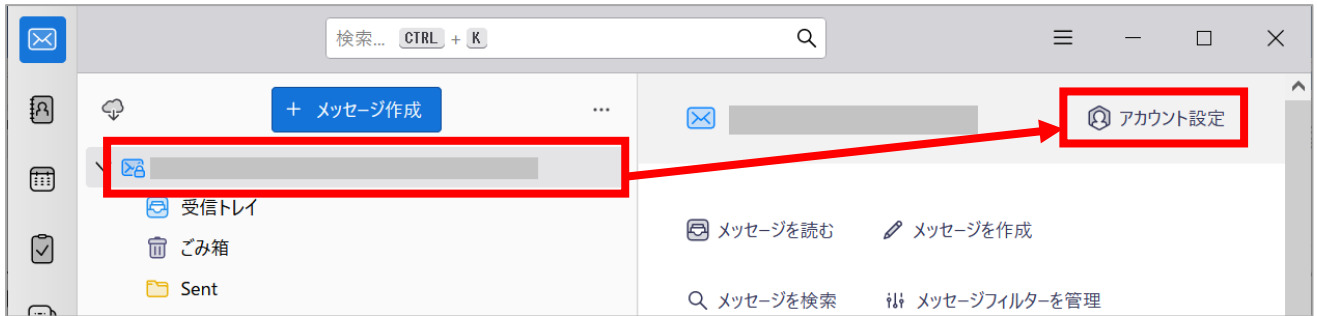 検索... CTRL + K
+ メッセージ作成
アカウント設定
受信トレイ
ごみ箱
Sent
メッセージを読む
メッセージを作成
メッセージを検索
メッセージフィルターを管理